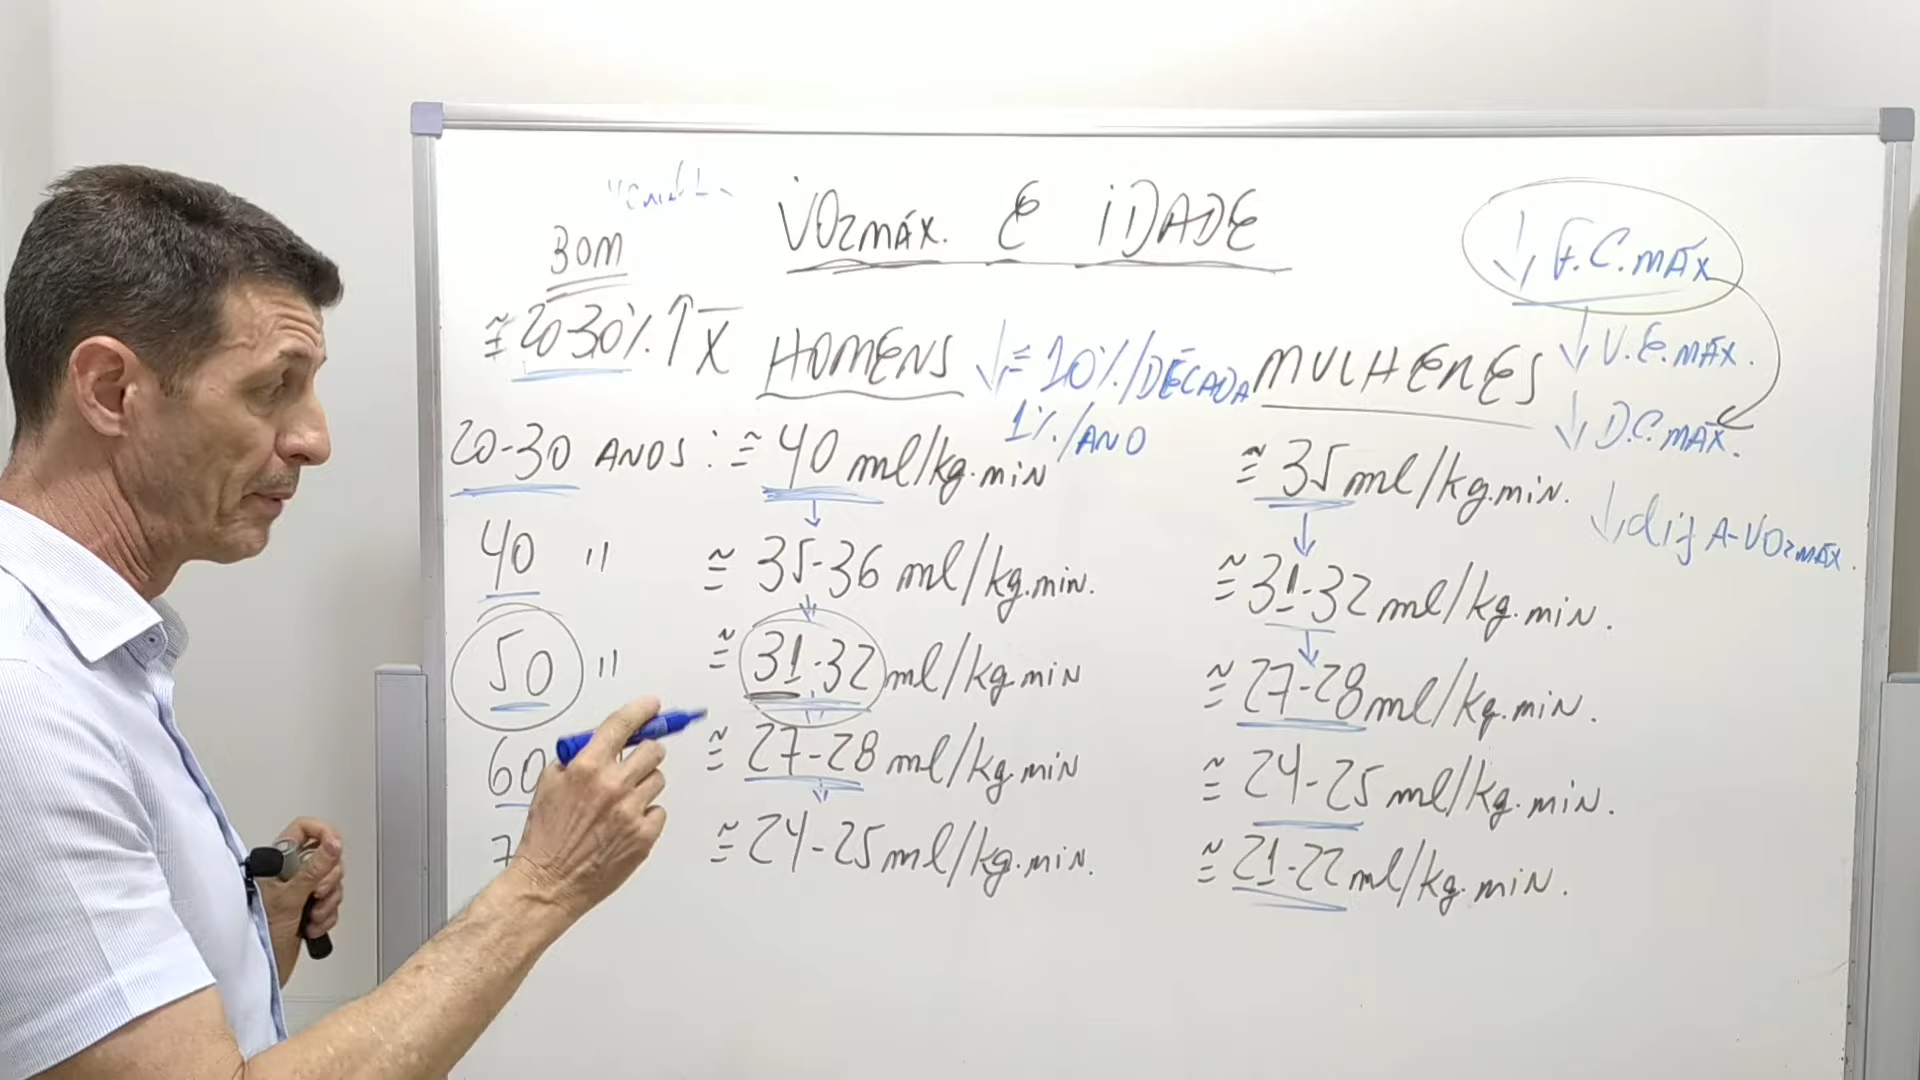 V̇O₂MÁX. E IDADE
BOM
≅ 20-30% ↑ X̅
HOMENS ↓ ≅ 10%/DÉCADA
1%/ANO
MULHERES
20-30 ANOS: ≅ 40 ml/kg.min ≅ 35 ml/kg.min.
40 " ≅ 35-36 ml/kg.min. ≅ 31-32 ml/kg.min.
50 " ≅ 31-32 ml/kg.min ≅ 27-28 ml/kg.min.
60 ≅ 27-28 ml/kg.min ≅ 24-25 ml/kg.min.
7 ≅ 24-25 ml/kg.min. ≅ 21-22 ml/kg.min.
↓ F.C.MÁX
↓ V.E.MÁX.
↓ D.C.MÁX.
↓ dif A-VO₂MÁX.